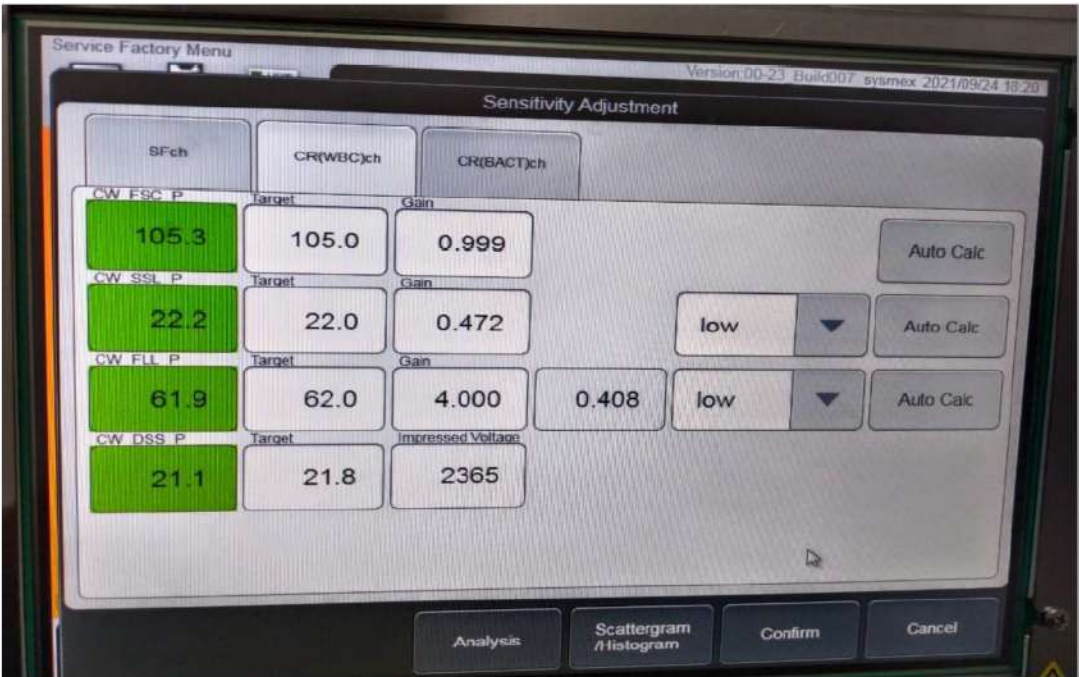 Service Factory Menu
Version:00-23 Build007 sysmex 2021/09/24 18:20
Sensitivity Adjustment
SFch CR(WBC)ch CR(BACT)ch
CW_FSC_P Target Gain
105.3 105.0 0.999 Auto Calc
CW_SSL_P Target Gain
22.2 22.0 0.472 low Auto Calc
CW_FLL_P Target Gain
61.9 62.0 4.000 0.408 low Auto Calc
CW_DSS_P Target Impressed Voltage
21.1 21.8 2365
Analysis Scattergram /Histogram Confirm Cancel